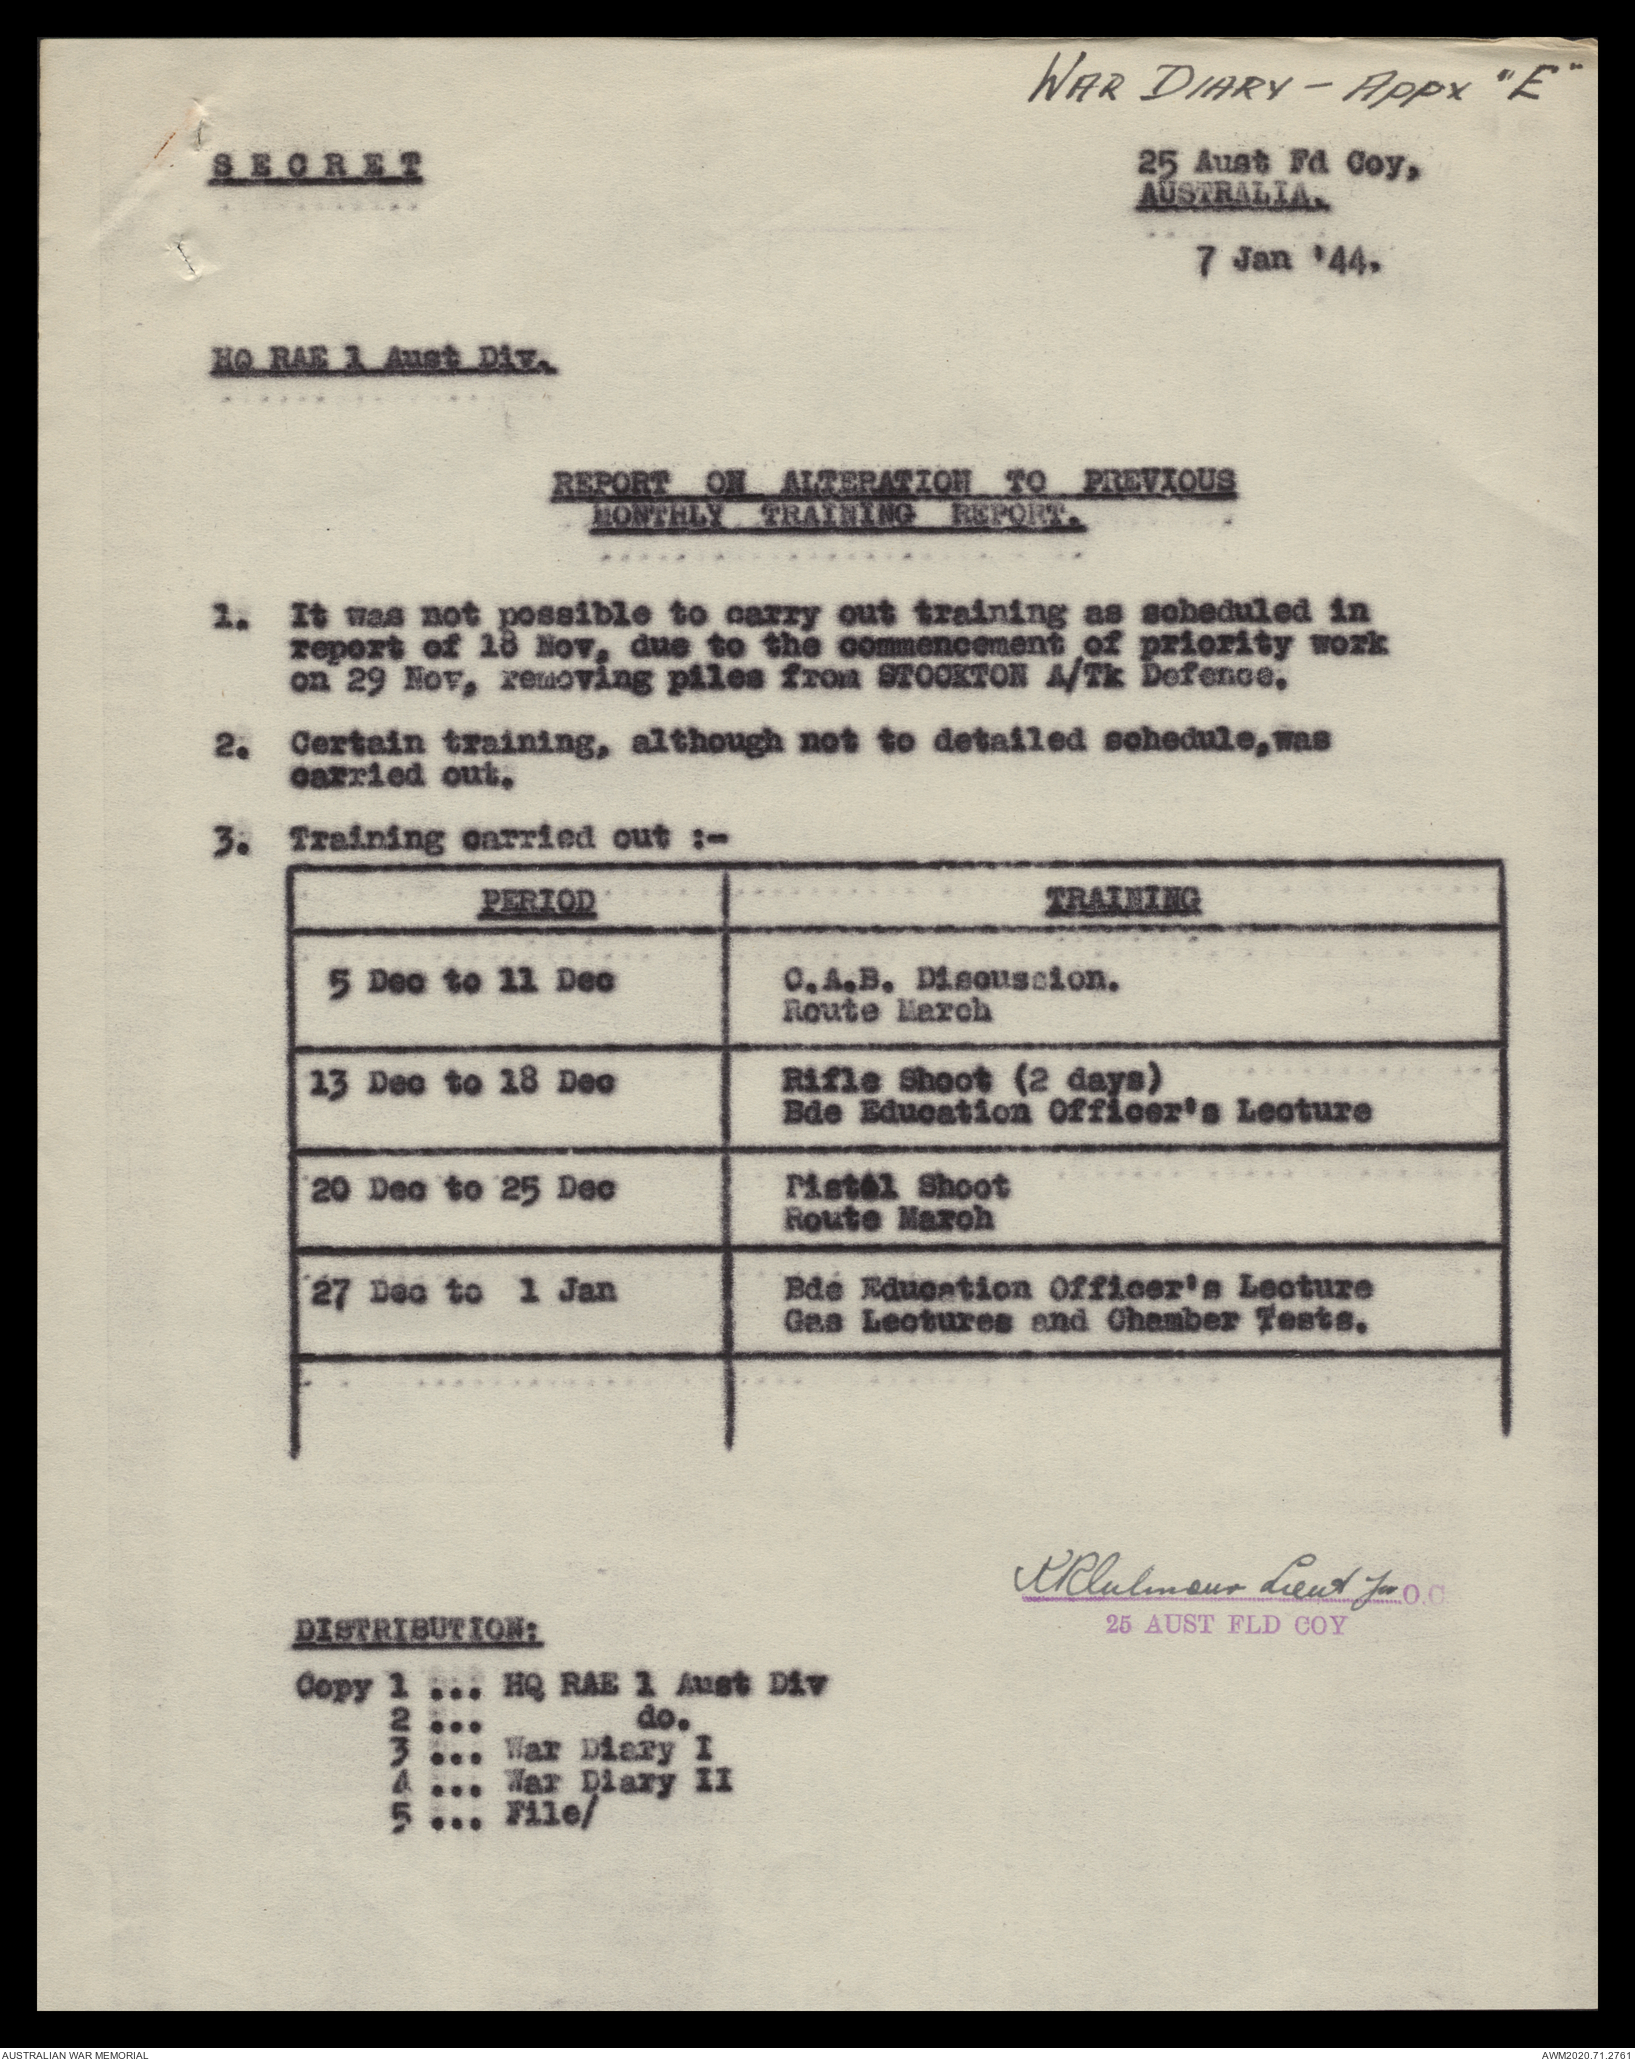 WAR DIARY - APPX "E"
SECRET
25 Aust Fd Coy,
AUSTRALIA.
7 Jan '44.
HQ RAE 1 Aust Div.
REPORT ON ALTERATION TO PREVIOUS
MONTHLY TRAINING REPORT.
1. It was not possible to carry out training as scheduled in
report of 18 Nov, due to the commencement of priority work
on 29 Nov, removing piles from STOCKTON A/Tk Defence.
2. Certain training, although not to detailed schedule, was
carried out.
3. Training carried out :-
PERIOD TRAINING
5 Dec to 11 Dec C.A.B. Discussion.
Route March
13 Dec to 18 Dec Rifle Shoot (2 days)
Bde Education Officer's Lecture
20 Dec to 25 Dec Pistol Shoot
Route March
27 Dec to 1 Jan Bde Education Officer's Lecture
Gas Lectures and Chamber Tests.
Lieut for O.C
25 AUST FLD COY
DISTRIBUTION:
Copy 1 ... HQ RAE 1 Aust Div
2 ... do.
3 ... War Diary I
4 ... War Diary II
5 ... File/
AUSTRALIAN WAR MEMORIAL
AWM2020.71.2761